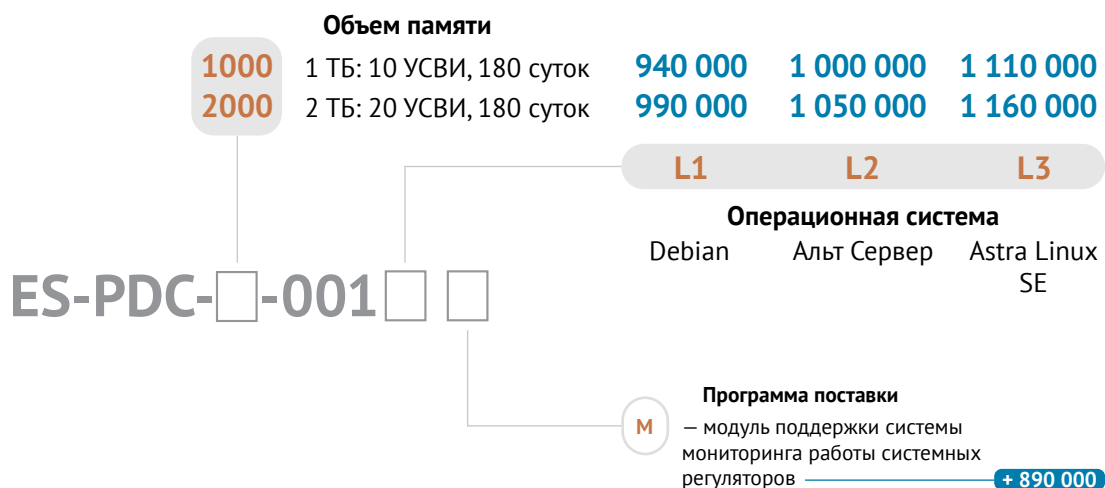 Объем памяти
1000 1 ТБ: 10 УСВИ, 180 суток 940 000 1 000 000 1 110 000
2000 2 ТБ: 20 УСВИ, 180 суток 990 000 1 050 000 1 160 000
L1 L2 L3
Операционная система
Debian Альт Сервер Astra Linux
SE
ES-PDC-□-001□ □
Программа поставки
М — модуль поддержки системы
мониторинга работы системных
регуляторов + 890 000